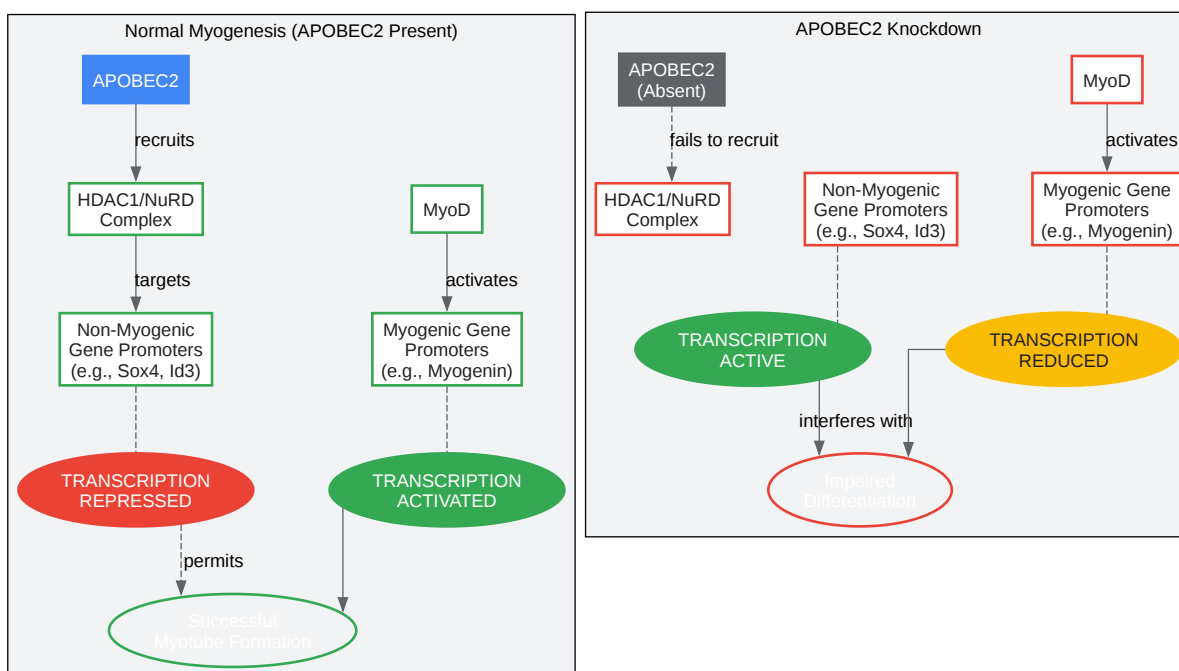 Normal Myogenesis (APOBEC2 Present)
APOBEC2
recruits
HDAC1/NuRD
Complex
MyoD
targets
activates
Non-Myogenic
Gene Promoters
(e.g., Sox4, Id3)
Myogenic Gene
Promoters
(e.g., Myogenin)
TRANSCRIPTION
REPRESSED
TRANSCRIPTION
ACTIVATED
permits
Successful
Myotube Formation
APOBEC2 Knockdown
APOBEC2
(Absent)
MyoD
fails to recruit
activates
HDAC1/NuRD
Complex
Non-Myogenic
Gene Promoters
(e.g., Sox4, Id3)
Myogenic Gene
Promoters
(e.g., Myogenin)
TRANSCRIPTION
ACTIVE
TRANSCRIPTION
REDUCED
interferes with
Impaired
Differentiation